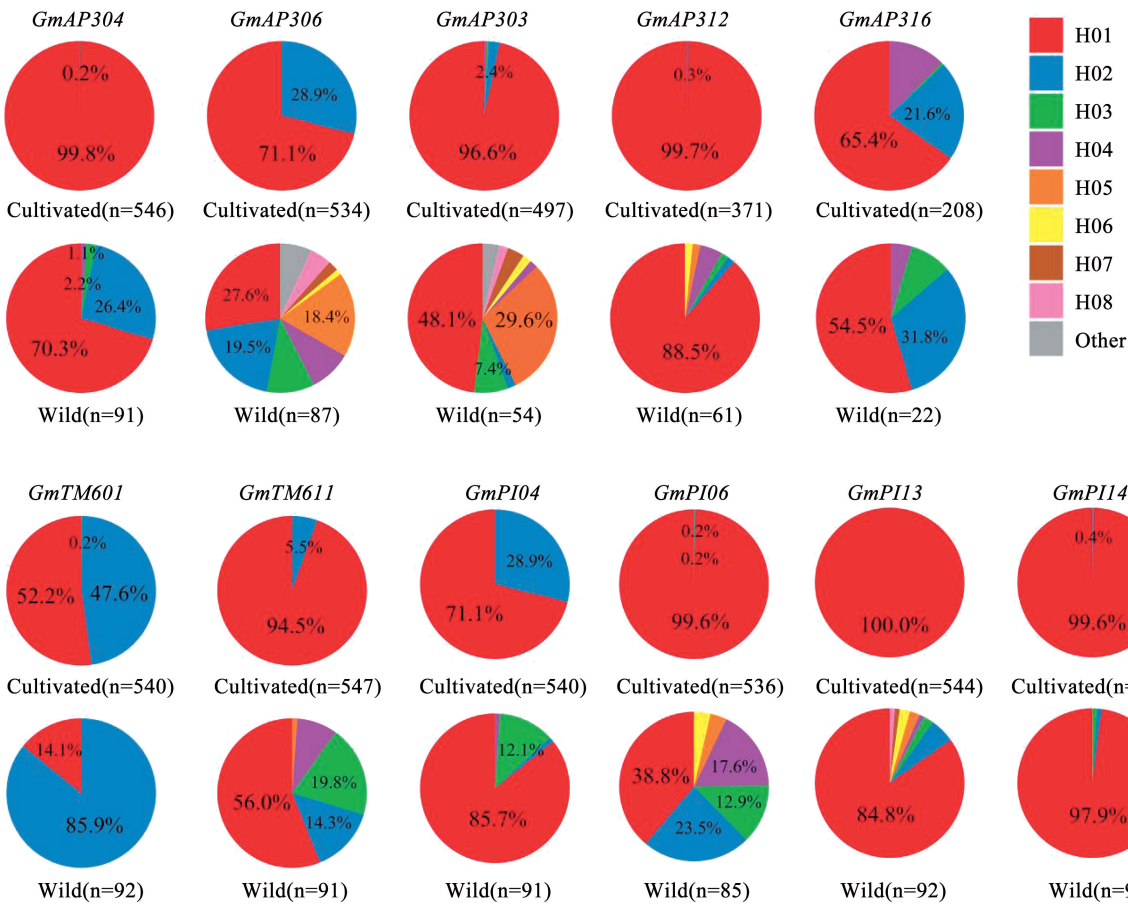 GmAP304 GmAP306 GmAP303 GmAP312 GmAP316
0.2% 28.9% 2.4% 0.3% 21.6%
99.8% 71.1% 96.6% 99.7% 65.4%
Cultivated(n=546) Cultivated(n=534) Cultivated(n=497) Cultivated(n=371) Cultivated(n=208)
1.1%
2.2% 26.4% 27.6% 18.4% 48.1% 29.6% 54.5%
70.3% 19.5% 7.4% 88.5% 31.8%
Wild(n=91) Wild(n=87) Wild(n=54) Wild(n=61) Wild(n=22)
H01
H02
H03
H04
H05
H06
H07
H08
Other
GmTM601 GmTM611 GmPI04 GmPI06 GmPI13 GmPI14
0.2% 5.5% 28.9% 0.2% 0.4%
0.2%
52.2% 47.6% 94.5% 71.1% 99.6% 100.0% 99.6%
Cultivated(n=540) Cultivated(n=547) Cultivated(n=540) Cultivated(n=536) Cultivated(n=544) Cultivated(n=
14.1% 19.8% 12.1% 17.6%
56.0% 38.8% 12.9%
85.9% 14.3% 85.7% 23.5% 84.8% 97.9%
Wild(n=92) Wild(n=91) Wild(n=91) Wild(n=85) Wild(n=92) Wild(n=9